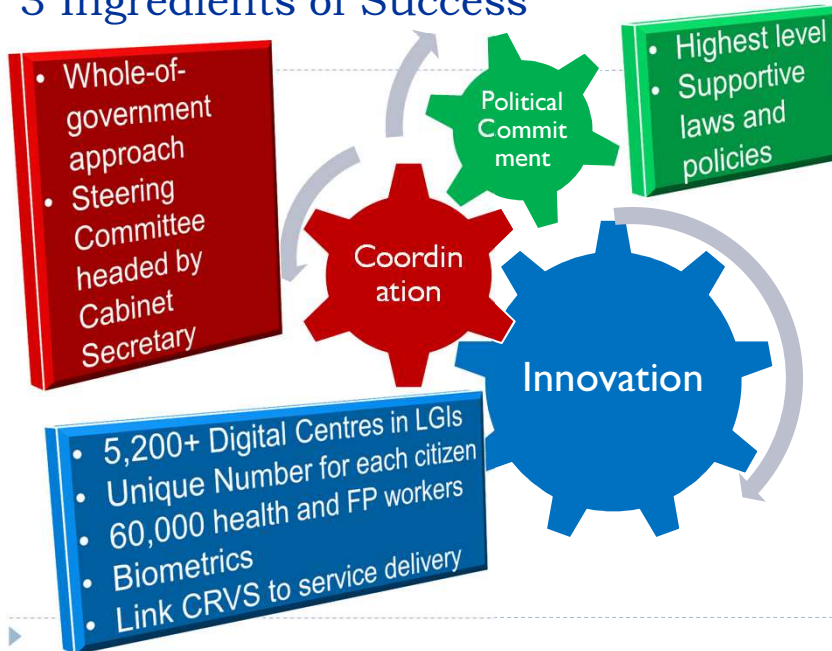 3 Ingredients of Success
• Whole-of-
government
approach
• Steering
Committee
headed by
Cabinet
Secretary
Political
Commit
ment
• Highest level
• Supportive
laws and
policies
Coordin
ation
Innovation
• 5,200+ Digital Centres in LGIs
• Unique Number for each citizen
• 60,000 health and FP workers
• Biometrics
• Link CRVS to service delivery